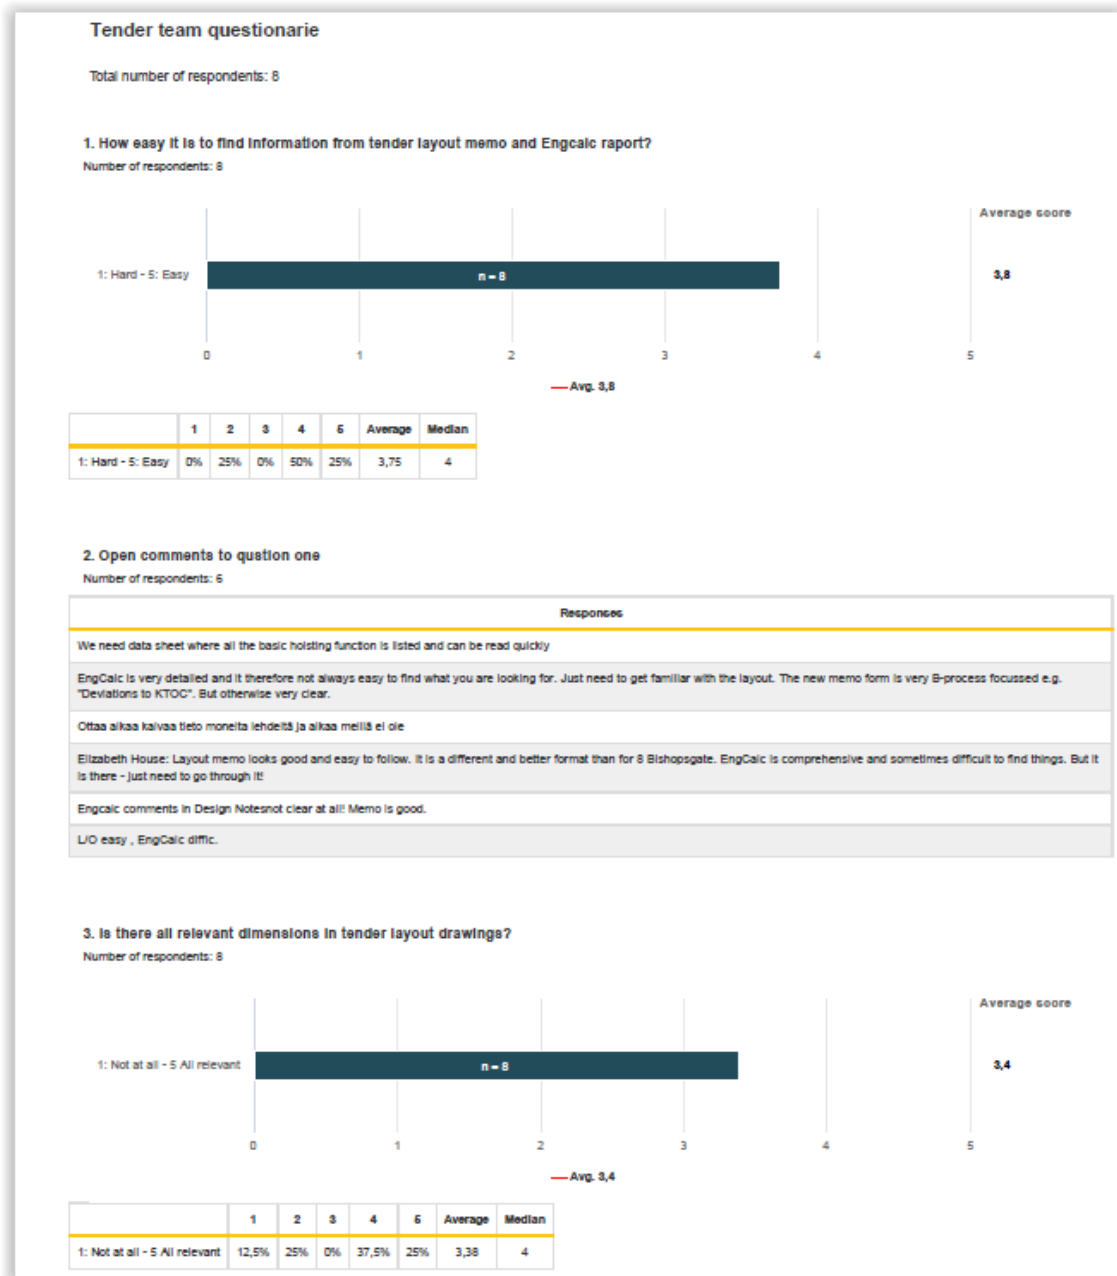 Tender team questionarie
Total number of respondents: 8
1. How easy it is to find information from tender layout memo and Engcalc raport?
Number of respondents: 8
Average score
1: Hard - 5: Easy
n = 8
3,8
0 1 2 3 4 5
Avg. 3,8
1 2 3 4 5 Average Median
1: Hard - 5: Easy 0% 25% 0% 50% 25% 3,75 4
2. Open comments to qustion one
Number of respondents: 6
Responses
We need data sheet where all the basic hoisting function is listed and can be read quickly
EngCalc is very detailed and it therefore not always easy to find what you are looking for. Just need to get familiar with the layout. The new memo form is very B-process focussed e.g.
"Deviations to KTOC". But otherwise very clear.
Ottaa aikaa kaivaa tieto moneita lehdeitä ja aikaa meillä ei ole
Elizabeth House: Layout memo looks good and easy to follow. It is a different and better format than for 8 Bishopsgate. EngCalc is comprehensive and sometimes difficult to find things. But it
is there - just need to go through it!
Engcalc comments in Design Notesnot clear at all! Memo is good.
L/O easy , EngCalc diffic.
3. Is there all relevant dimensions in tender layout drawings?
Number of respondents: 8
Average score
1: Not at all - 5 All relevant
n = 8
3,4
0 1 2 3 4 5
Avg. 3,4
1 2 3 4 5 Average Median
1: Not at all - 5 All relevant 12,5% 25% 0% 37,5% 25% 3,38 4